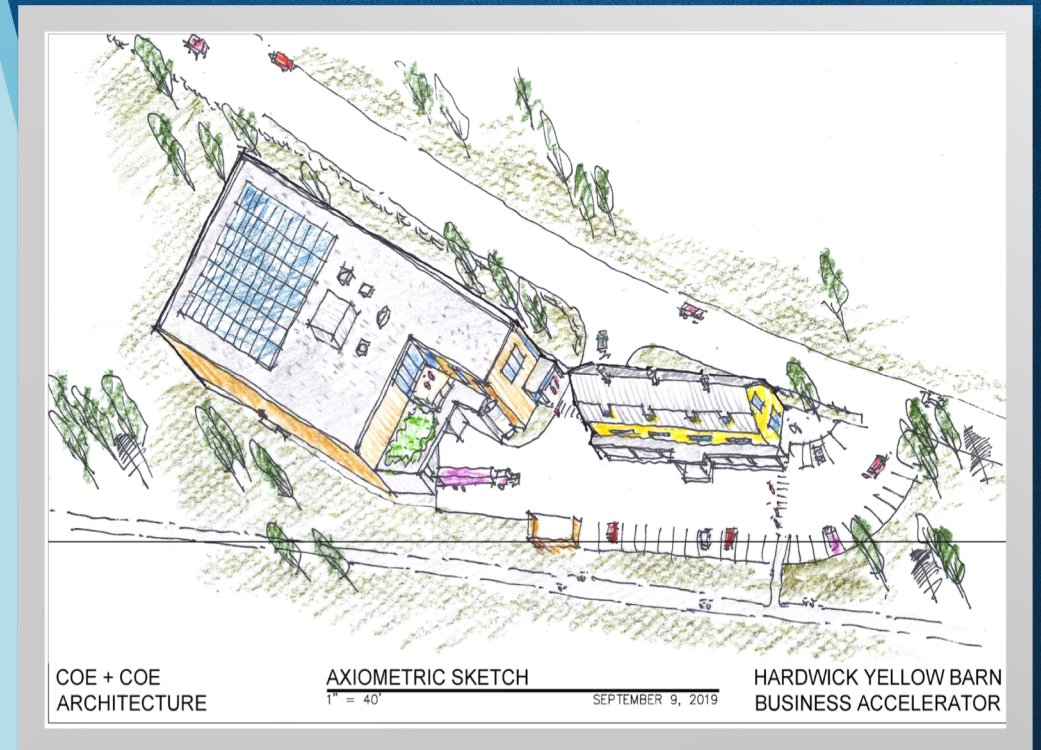 COE + COE
ARCHITECTURE
AXIOMETRIC SKETCH
1" = 40'
SEPTEMBER 9, 2019
HARDWICK YELLOW BARN
BUSINESS ACCELERATOR